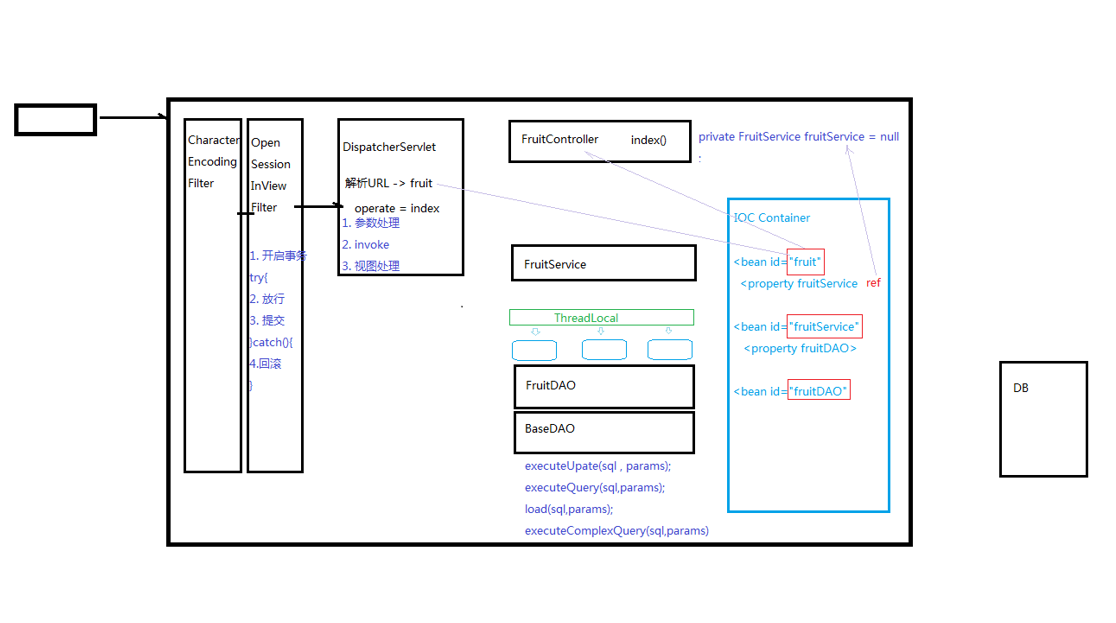 Character
Encoding
Filter
Open
Session
InView
Filter
1. 开启事务
try{
2. 放行
3. 提交
}catch(){
4.回滚
}
DispatcherServlet
解析URL -> fruit
operate = index
1. 参数处理
2. invoke
3. 视图处理
FruitController index()
private FruitService fruitService = null
;
FruitService
ThreadLocal
FruitDAO
BaseDAO
executeUpate(sql , params);
executeQuery(sql,params);
load(sql,params);
executeComplexQuery(sql,params)
IOC Container
<bean id="fruit"
<property fruitService ref
<bean id="fruitService"
<property fruitDAO>
<bean id="fruitDAO"
DB